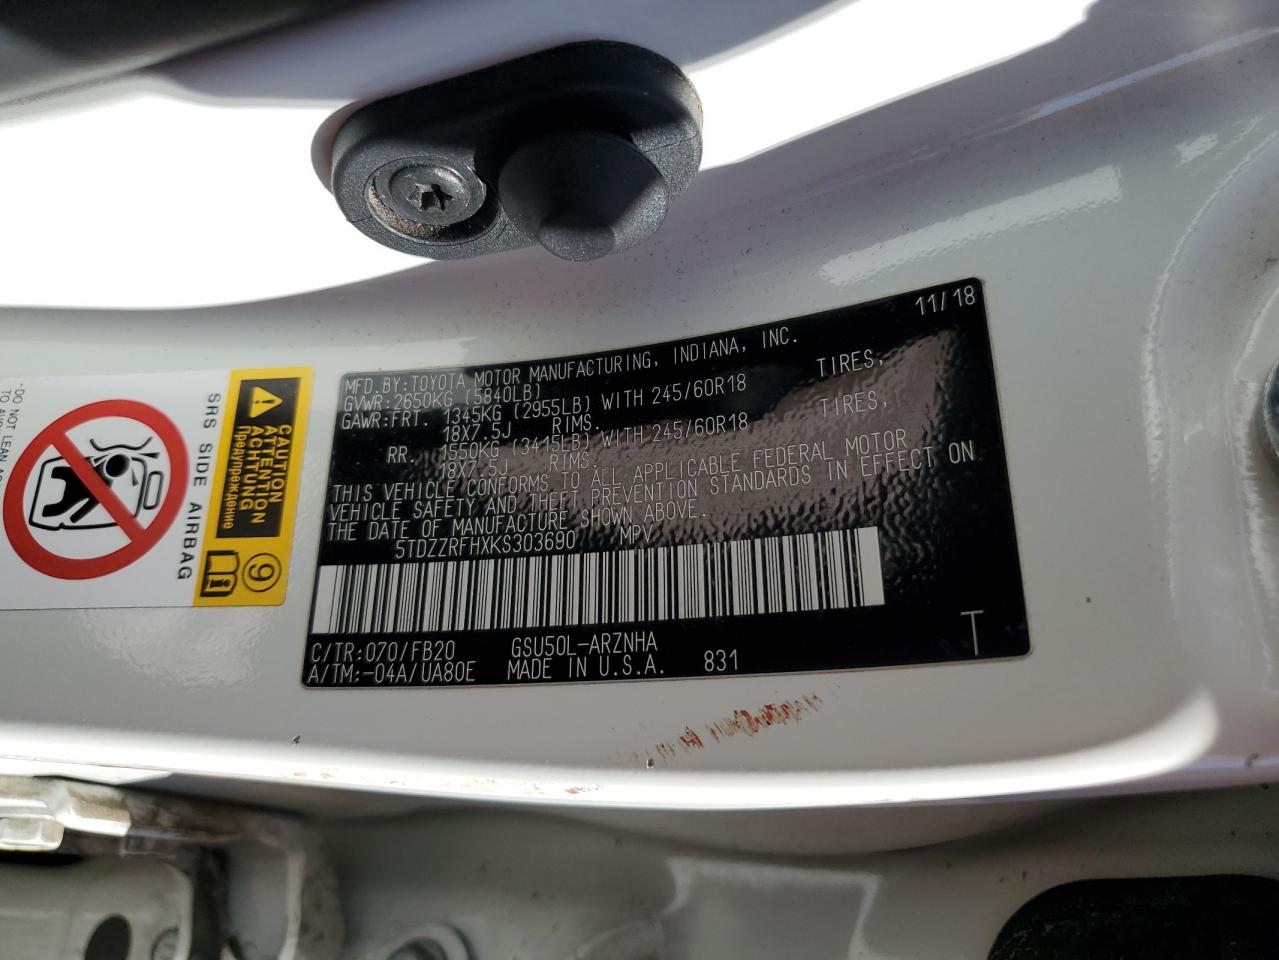 11/18
MFD.BY:TOYOTA MOTOR MANUFACTURING, INDIANA, INC.
GVWR:2650KG (5840LB)
GAWR:FRT. 1345KG (2955LB) WITH 245/60R18 TIRES,
18X7.5J RIMS.
RR. 1550KG (3415LB) WITH 245/60R18 TIRES,
18X7.5J RIMS.
THIS VEHICLE CONFORMS TO ALL APPLICABLE FEDERAL MOTOR
VEHICLE SAFETY AND THEFT PREVENTION STANDARDS IN EFFECT ON
THE DATE OF MANUFACTURE SHOWN ABOVE.
5TDZZRFHXKS303690 MPV
C/TR:070/FB20 GSU50L-ARZNHA
A/TM:-04A/UA80E MADE IN U.S.A. 831
T
CAUTION
ATTENTION
ACHTUNG
Предупреждение
9
i
SRS SIDE AIRBAG
"DO NOT LEAN AG